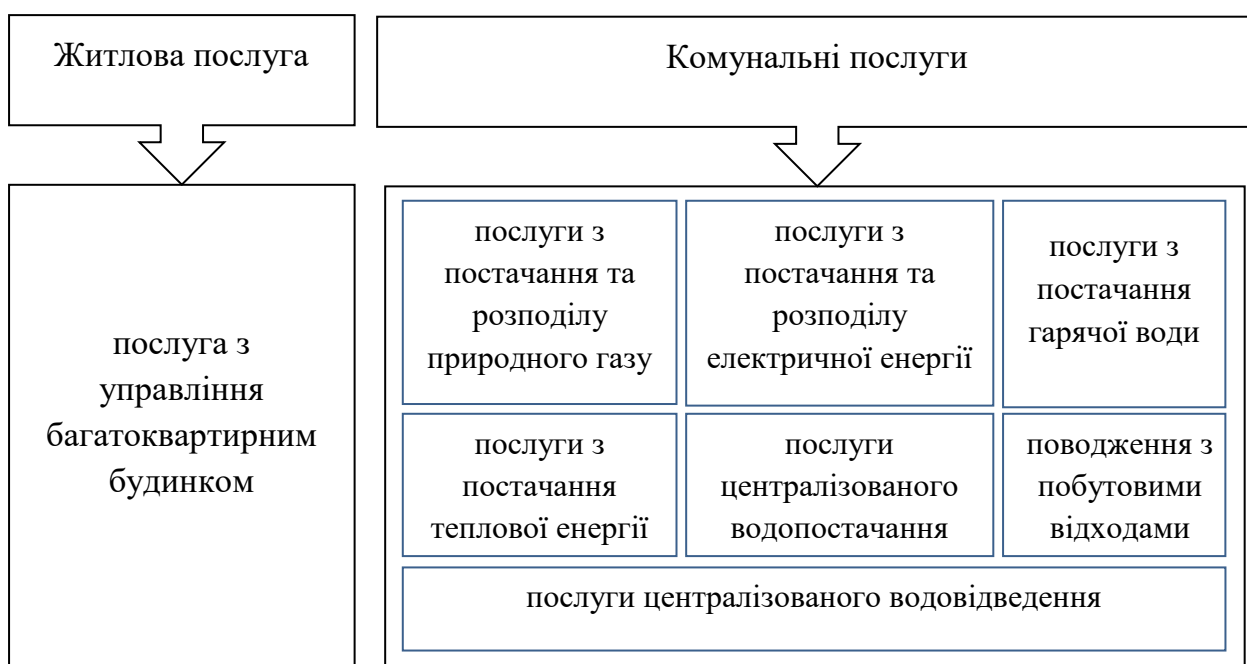 Житлова послуга
Комунальні послуги
послуга з
управління
багатоквартирним
будинком
послуги з
постачання та
розподілу
природного газу
послуги з
постачання та
розподілу
електричної енергії
послуги з
постачання
гарячої води
послуги з
постачання
теплової енергії
послуги
централізованого
водопостачання
поводження з
побутовими
відходами
послуги централізованого водовідведення